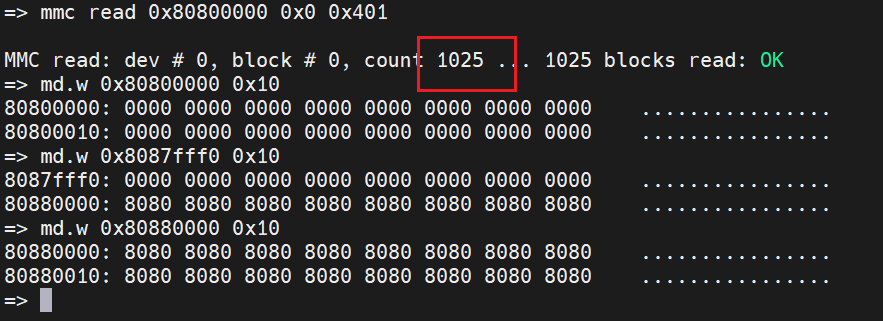 => mmc read 0x80800000 0x0 0x401
MMC read: dev # 0, block # 0, count 1025 ... 1025 blocks read: OK
=> md.w 0x80800000 0x10
80800000: 0000 0000 0000 0000 0000 0000 0000 0000    ................
80800010: 0000 0000 0000 0000 0000 0000 0000 0000    ................
=> md.w 0x8087fff0 0x10
8087fff0: 0000 0000 0000 0000 0000 0000 0000 0000    ................
80880000: 8080 8080 8080 8080 8080 8080 8080 8080    ................
=> md.w 0x80880000 0x10
80880000: 8080 8080 8080 8080 8080 8080 8080 8080    ................
80880010: 8080 8080 8080 8080 8080 8080 8080 8080    ................
=>